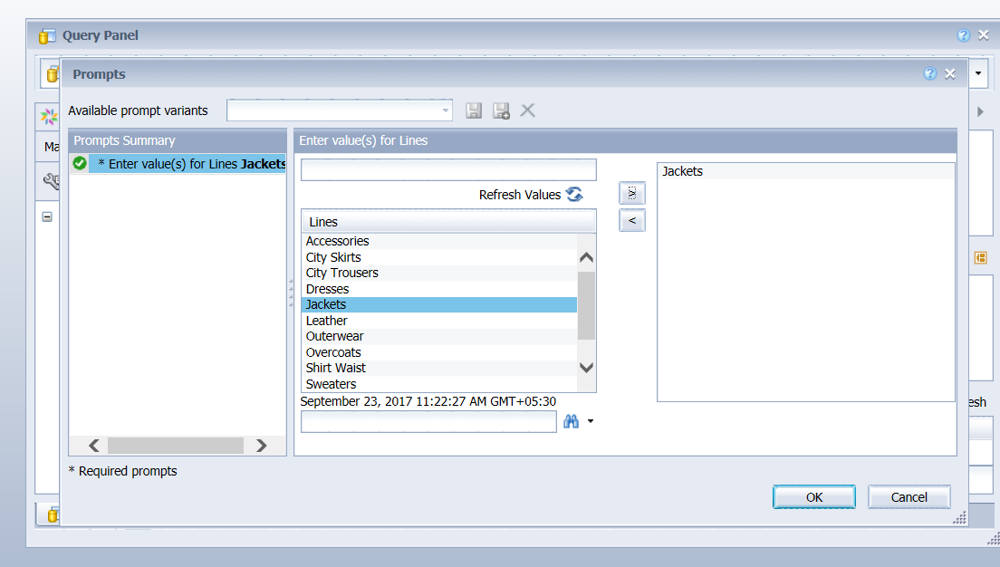 Query Panel
Prompts
Available prompt variants
Prompts Summary
Enter value(s) for Lines
Ma
* Enter value(s) for Lines Jackets
Jackets
Refresh Values
>
<
Lines
Accessories
City Skirts
City Trousers
Dresses
Jackets
Leather
Outerwear
Overcoats
Shirt Waist
Sweaters
September 23, 2017 11:22:27 AM GMT+05:30
esh
* Required prompts
OK
Cancel